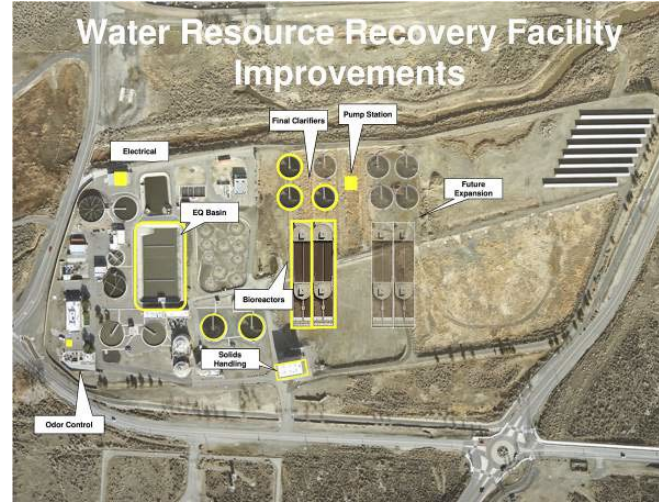 Water Resource Recovery Facility
Improvements
Final Clarifiers
Pump Station
Electrical
Future
Expansion
EQ Basin
Bioreactors
Solids
Handling
Odor Control